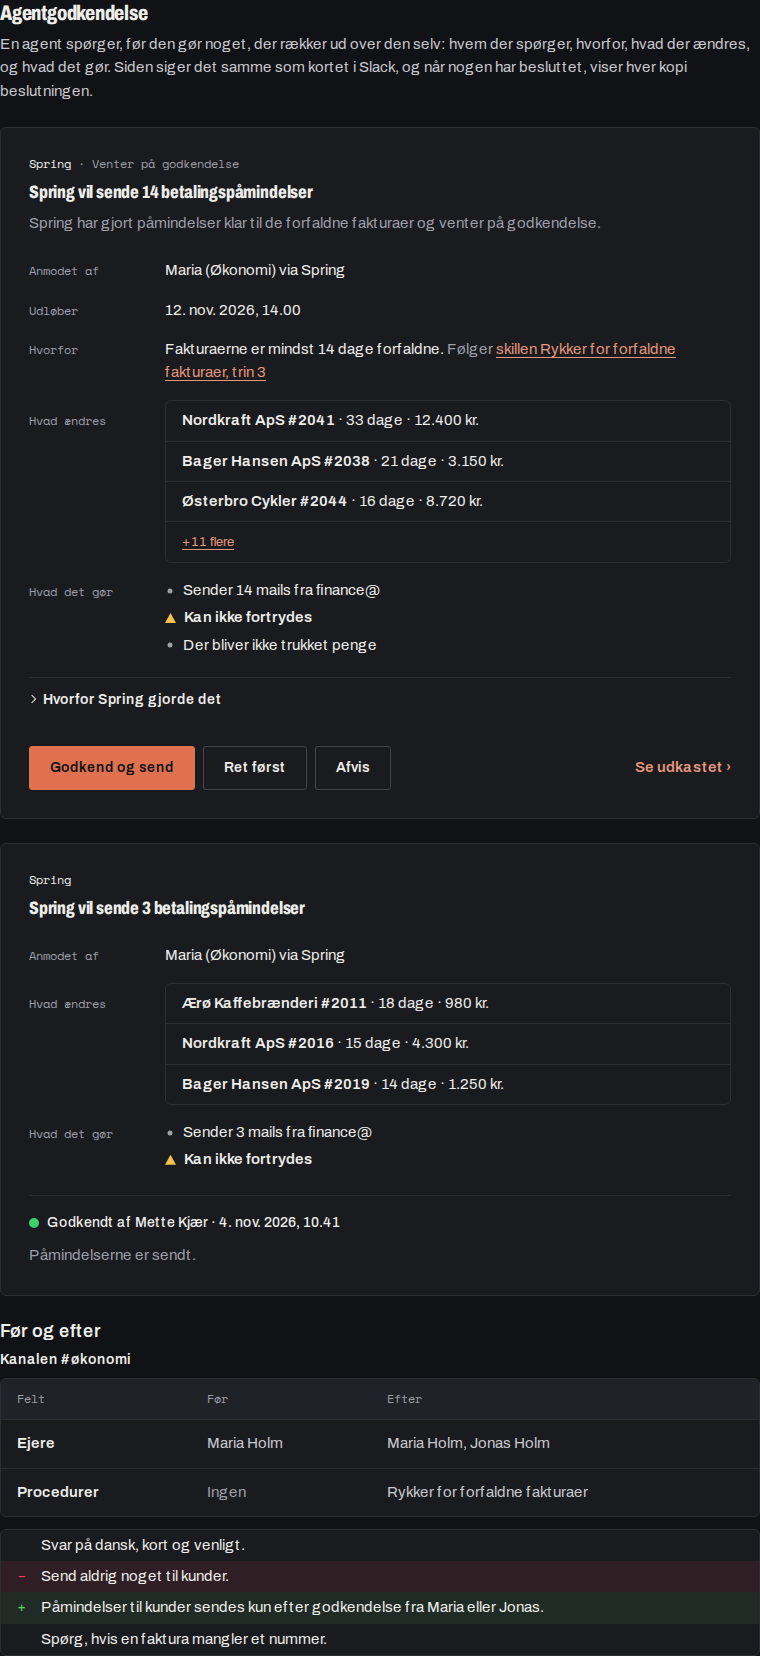 Agentgodkendelse
En agent spørger, før den gør noget, der rækker ud over den selv: hvem der spørger, hvorfor, hvad der ændres,
og hvad det gør. Siden siger det samme som kortet i Slack, og når nogen har besluttet, viser hver kopi
beslutningen.
Spring · Venter på godkendelse
Spring vil sende 14 betalingspåmindelser
Spring har gjort påmindelser klar til de forfaldne fakturaer og venter på godkendelse.
Anmodet af Maria (Økonomi) via Spring
Udløber 12. nov. 2026, 14.00
Hvorfor Fakturaerne er mindst 14 dage forfaldne. Følger skillen Rykker for forfaldne
fakturaer, trin 3
Hvad ændres Nordkraft ApS #2041 · 33 dage · 12.400 kr.
Bager Hansen ApS #2038 · 21 dage · 3.150 kr.
Østerbro Cykler #2044 · 16 dage · 8.720 kr.
+11 flere
Hvad det gør • Sender 14 mails fra finance@
Kan ikke fortrydes
• Der bliver ikke trukket penge
› Hvorfor Spring gjorde det
Godkend og send Ret først Afvis Se udkastet ›
Spring
Spring vil sende 3 betalingspåmindelser
Anmodet af Maria (Økonomi) via Spring
Hvad ændres Ærø Kaffebrænderi #2011 · 18 dage · 980 kr.
Nordkraft ApS #2016 · 15 dage · 4.300 kr.
Bager Hansen ApS #2019 · 14 dage · 1.250 kr.
Hvad det gør • Sender 3 mails fra finance@
Kan ikke fortrydes
Godkendt af Mette Kjær · 4. nov. 2026, 10.41
Påmindelserne er sendt.
Før og efter
Kanalen #økonomi
Felt Før Efter
Ejere Maria Holm Maria Holm, Jonas Holm
Procedurer Ingen Rykker for forfaldne fakturaer
Svar på dansk, kort og venligt.
− Send aldrig noget til kunder.
+ Påmindelser til kunder sendes kun efter godkendelse fra Maria eller Jonas.
Spørg, hvis en faktura mangler et nummer.